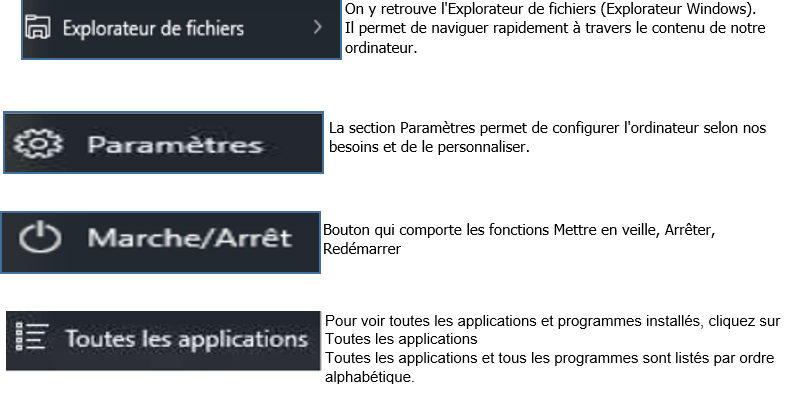 Explorateur de fichiers
On y retrouve l'Explorateur de fichiers (Explorateur Windows).
Il permet de naviguer rapidement à travers le contenu de notre
ordinateur.
Paramètres
La section Paramètres permet de configurer l'ordinateur selon nos
besoins et de le personnaliser.
Marche/Arrêt
Bouton qui comporte les fonctions Mettre en veille, Arrêter,
Redémarrer
Toutes les applications
Pour voir toutes les applications et programmes installés, cliquez sur
Toutes les applications
Toutes les applications et tous les programmes sont listés par ordre
alphabétique.